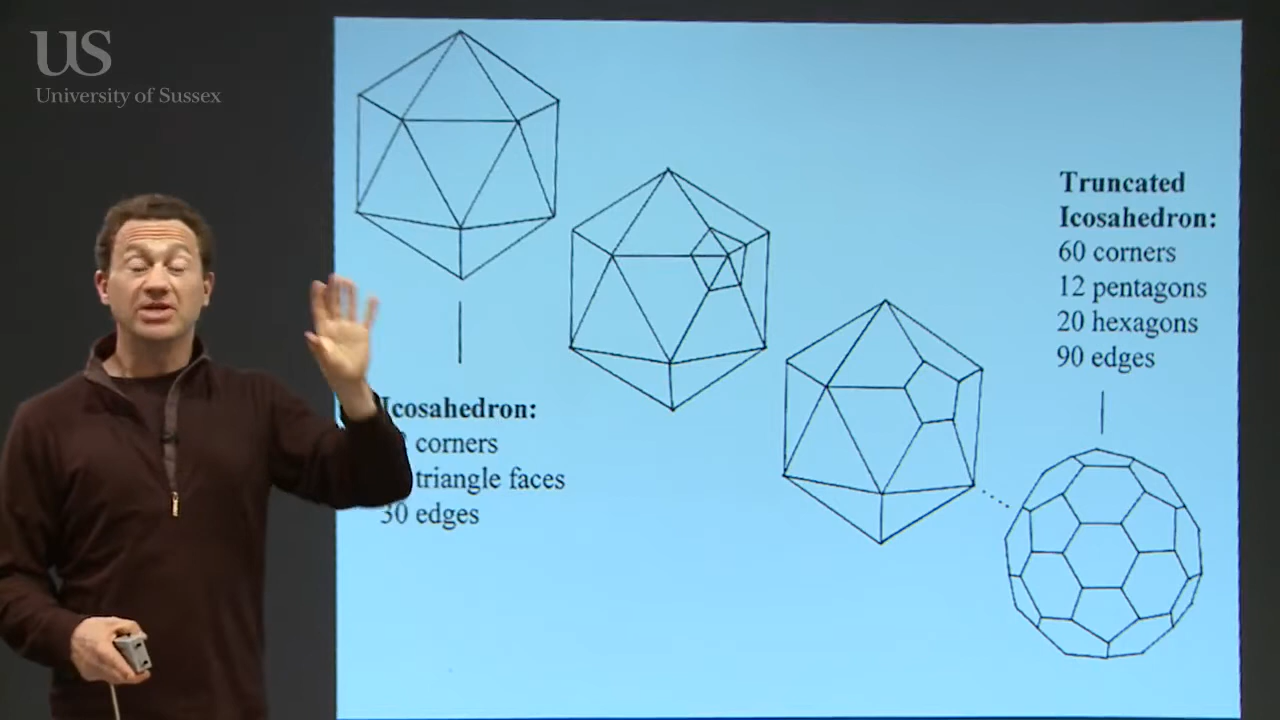 US
University of Sussex
Truncated
Icosahedron:
60 corners
12 pentagons
20 hexagons
90 edges
Icosahedron:
corners
triangle faces
30 edges